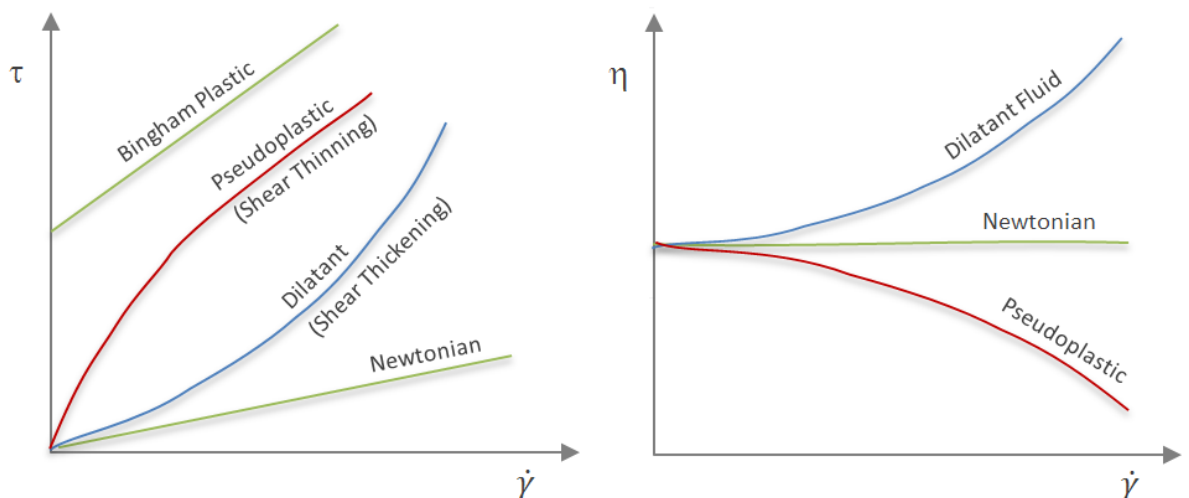 τ
Bingham Plastic
Pseudoplastic
(Shear Thinning)
Dilatant
(Shear Thickening)
Newtonian
γ̇
η
Dilatant Fluid
Newtonian
Pseudoplastic
γ̇